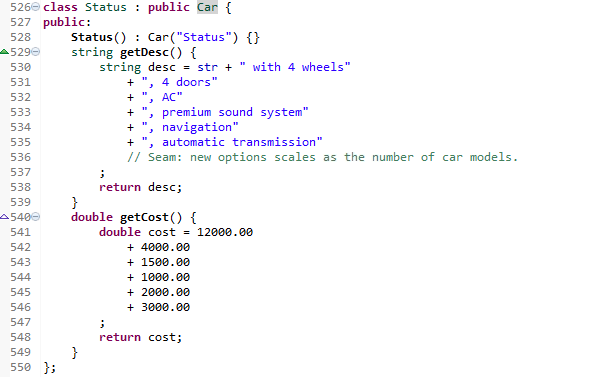 526 class Status : public Car {
527 public:
528     Status() : Car("Status") {}
529     string getDesc() {
530         string desc = str + " with 4 wheels"
531             + ", 4 doors"
532             + ", AC"
533             + ", premium sound system"
534             + ", navigation"
535             + ", automatic transmission"
536             // Seam: new options scales as the number of car models.
537         ;
538         return desc;
539     }
540     double getCost() {
541         double cost = 12000.00
542             + 4000.00
543             + 1500.00
544             + 1000.00
545             + 2000.00
546             + 3000.00
547         ;
548         return cost;
549     }
550 };